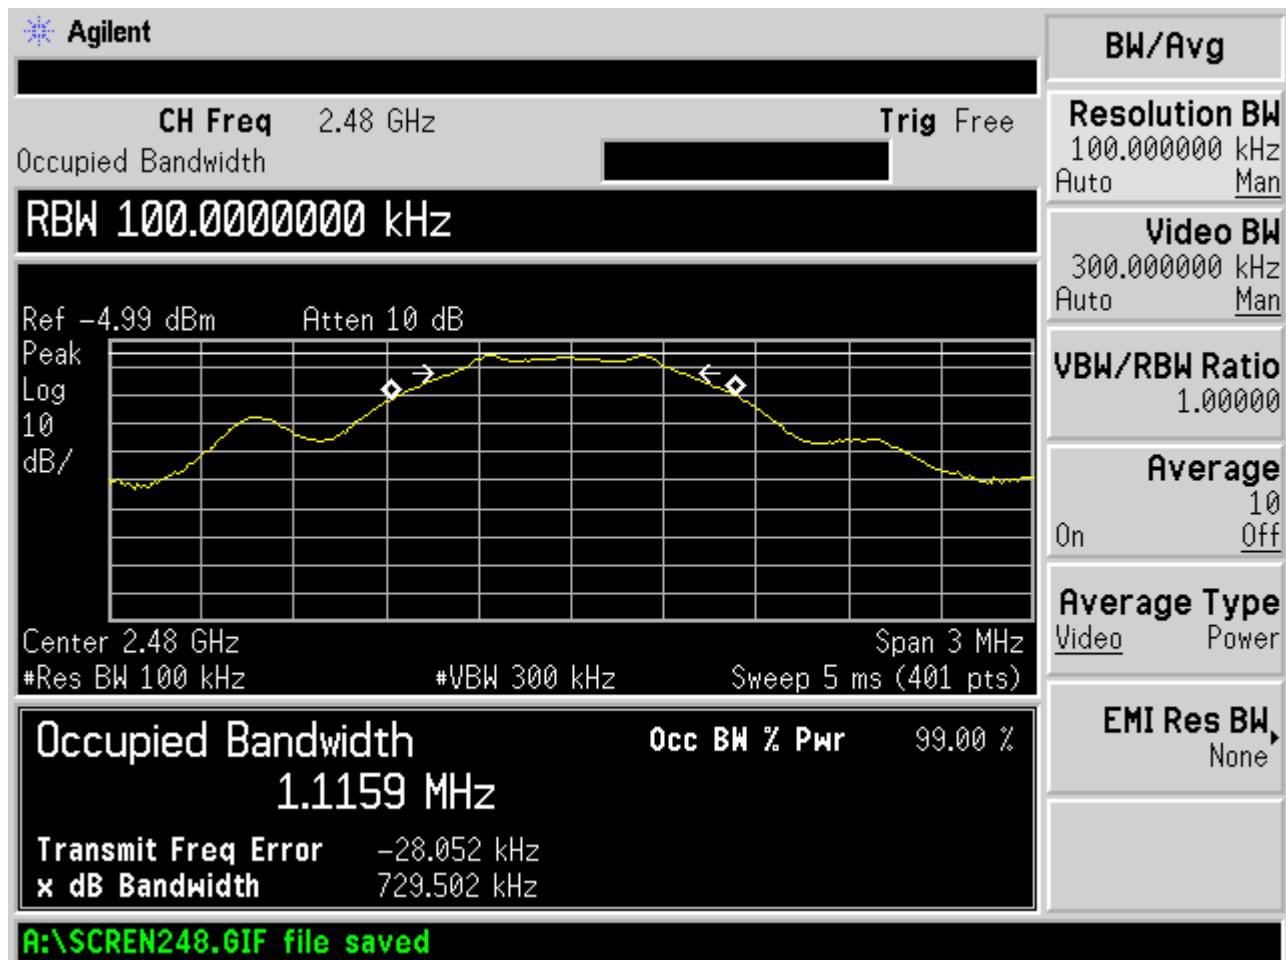 Agilent
CH Freq 2.48 GHz Trig Free
Occupied Bandwidth
RBW 100.0000000 kHz
Ref -4.99 dBm Atten 10 dB
Peak
Log
10
dB/
Center 2.48 GHz Span 3 MHz
#Res BW 100 kHz #VBW 300 kHz Sweep 5 ms (401 pts)
Occupied Bandwidth Occ BW % Pwr 99.00 %
1.1159 MHz
Transmit Freq Error -28.052 kHz
x dB Bandwidth 729.502 kHz
A:\SCREN248.GIF file saved
BW/Avg
Resolution BW
100.000000 kHz
Auto Man
Video BW
300.000000 kHz
Auto Man
VBW/RBW Ratio
1.00000
Average
10
On Off
Average Type
Video Power
EMI Res BW
None